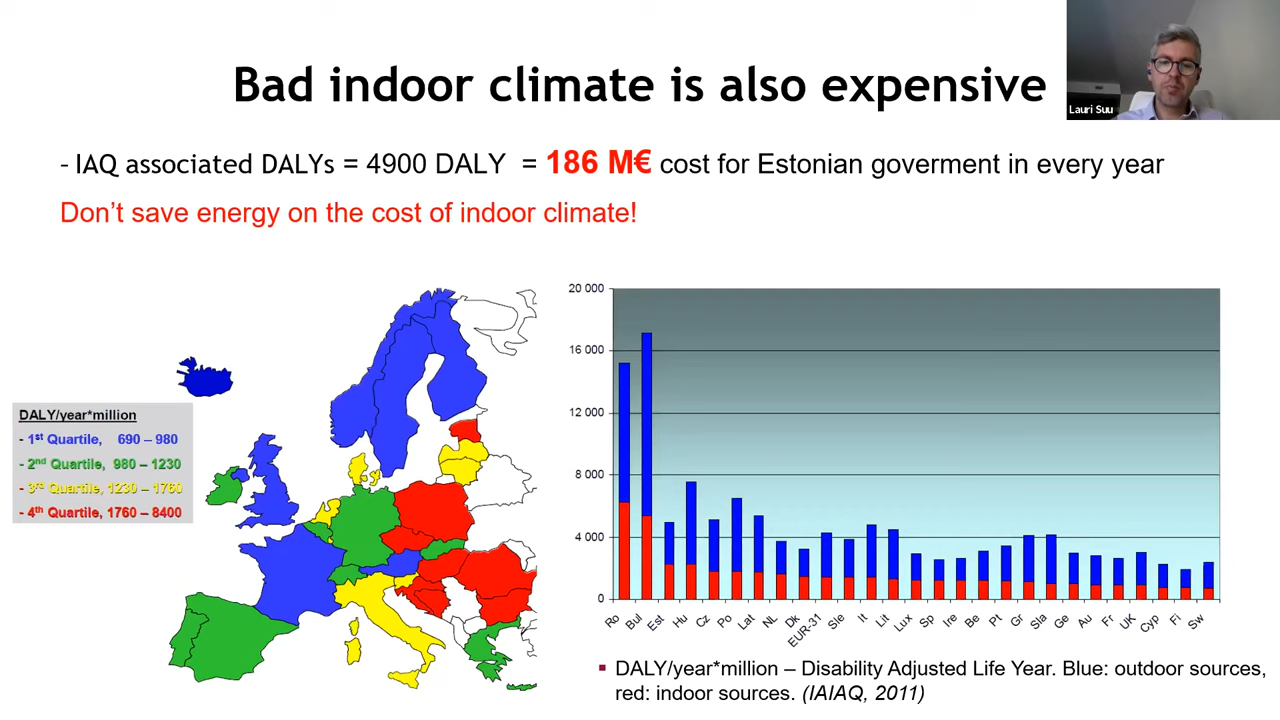 Bad indoor climate is also expensive
Lauri Suu
- IAQ associated DALYs = 4900 DALY = 186 M€ cost for Estonian goverment in every year
Don't save energy on the cost of indoor climate!
DALY/year*million
- 1st Quartile, 690 – 980
- 2nd Quartile, 980 – 1230
- 3rd Quartile, 1230 – 1760
- 4th Quartile, 1760 – 8400
20 000
16 000
12 000
8 000
4 000
0
Ro Bul Est Hu Cz Po Lat NL Dk EUR-31 Sle It Lit Lux Sp Ire Be Pt Gr Sla Ge Au Fr UK Cyp Fi Sw
▪ DALY/year*million – Disability Adjusted Life Year. Blue: outdoor sources,
red: indoor sources. (IAIAQ, 2011)